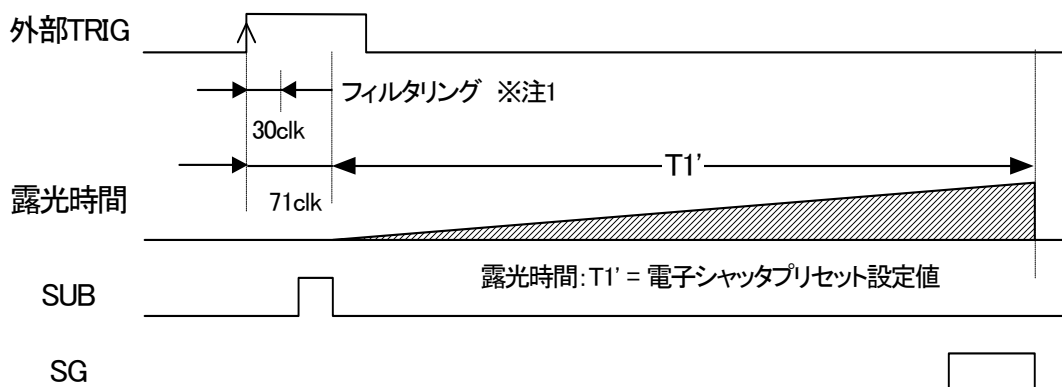 外部TRIG
フィルタリング ※注1
30clk
T1'
露光時間
71clk
露光時間:T1' = 電子シャッタプリセット設定値
SUB
SG